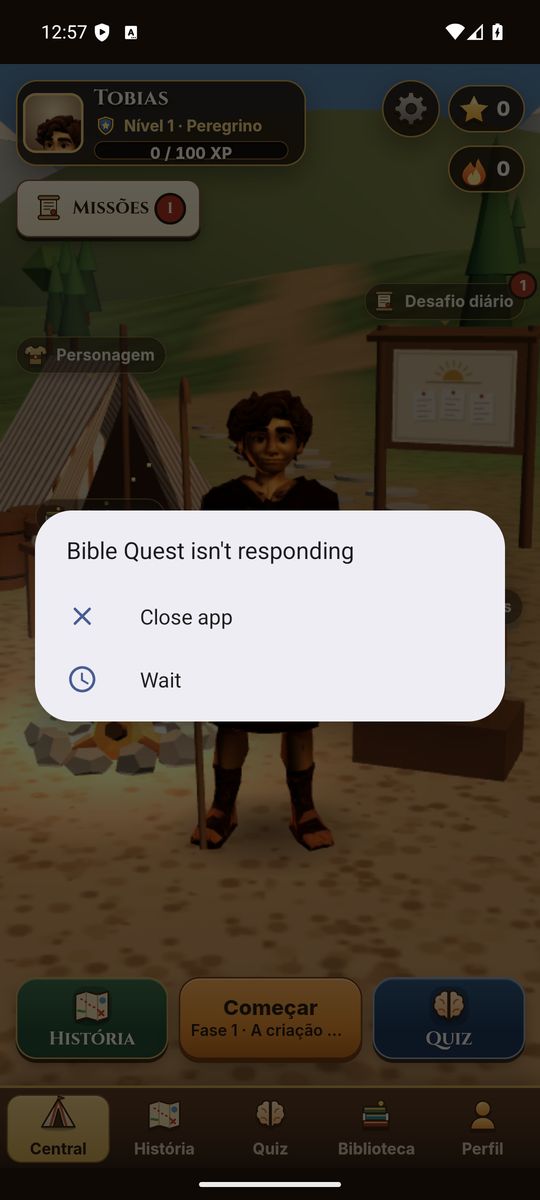 12:57
TOBIAS
Nível 1 · Peregrino
0 / 100 XP
0
0
MISSÕES 1
Desafio diário 1
Personagem
Bible Quest isn't responding
Close app
Wait
Começar
Fase 1 · A criação ...
HISTÓRIA
QUIZ
Central
História
Quiz
Biblioteca
Perfil